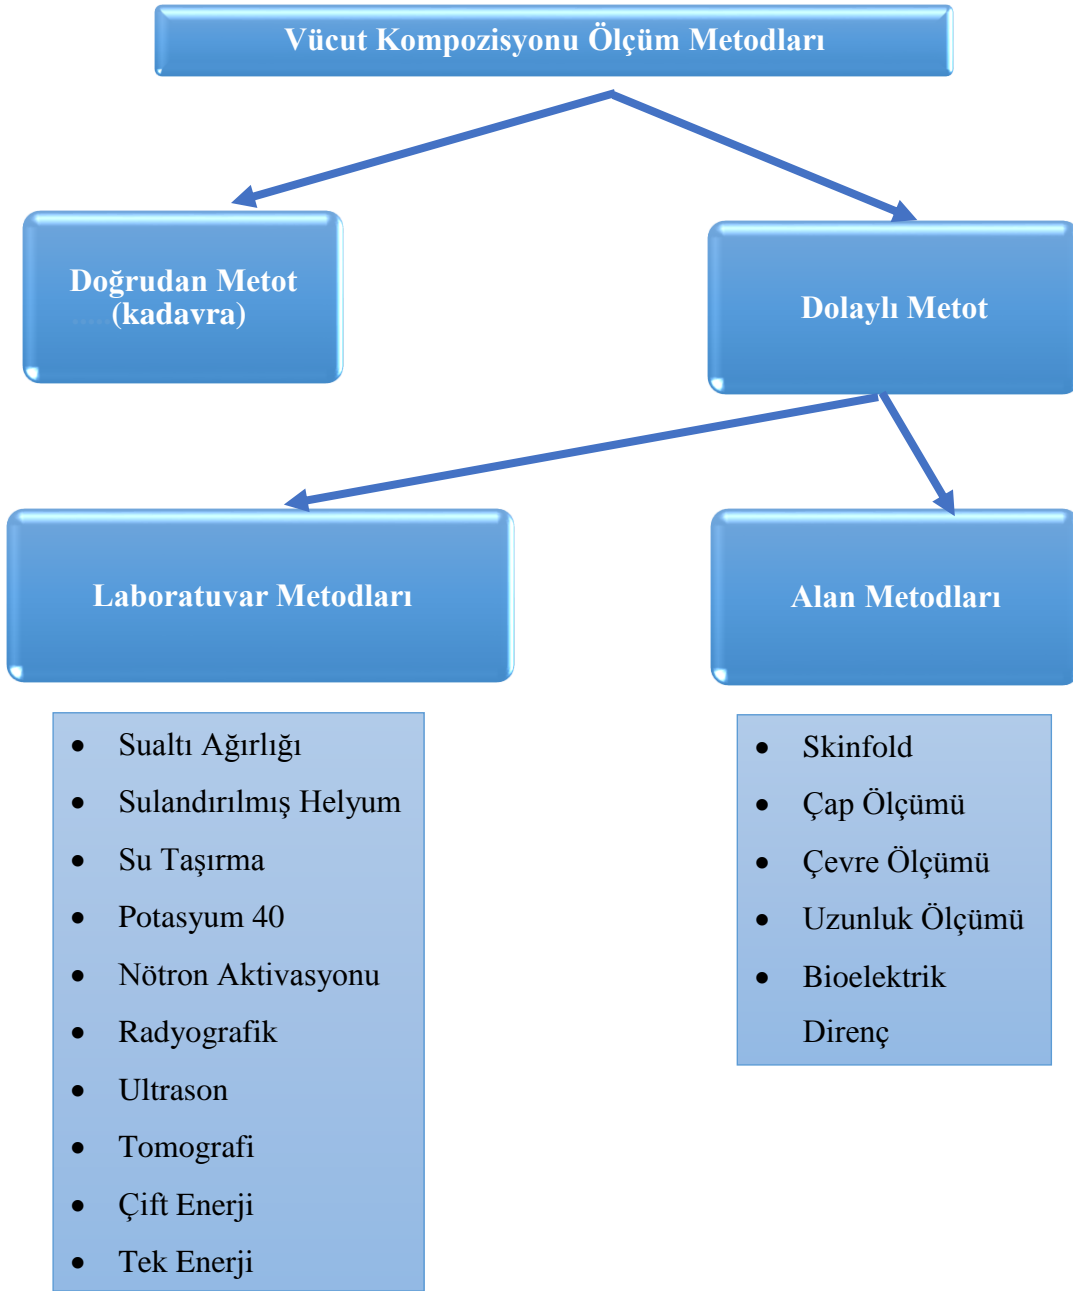 Vücut Kompozisyonu Ölçüm Metodları
Doğrudan Metot
.....(kadavra)
Dolaylı Metot
Laboratuvar Metodları
Alan Metodları
• Sualtı Ağırlığı
• Sulandırılmış Helyum
• Su Taşırma
• Potasyum 40
• Nötron Aktivasyonu
• Radyografik
• Ultrason
• Tomografi
• Çift Enerji
• Tek Enerji
• Skinfold
• Çap Ölçümü
• Çevre Ölçümü
• Uzunluk Ölçümü
• Bioelektrik
Direnç